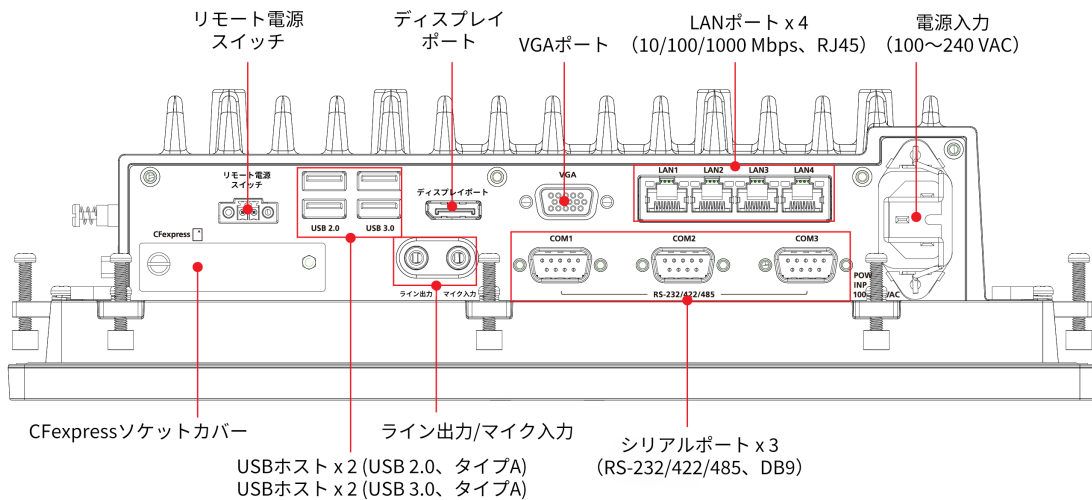 リモート電源
スイッチ
ディスプレイ
ポート
VGAポート
LANポート x 4
（10/100/1000 Mbps、RJ45）
電源入力
（100～240 VAC）
リモート電源
スイッチ
ディスプレイポート
VGA
LAN1 LAN2 LAN3 LAN4
USB 2.0 USB 3.0
CFexpress
COM1 COM2 COM3
ライン出力 マイク入力
RS-232/422/485
CFexpressソケットカバー
ライン出力/マイク入力
シリアルポート x 3
（RS-232/422/485、DB9）
USBホスト x 2 (USB 2.0、タイプA)
USBホスト x 2 (USB 3.0、タイプA)